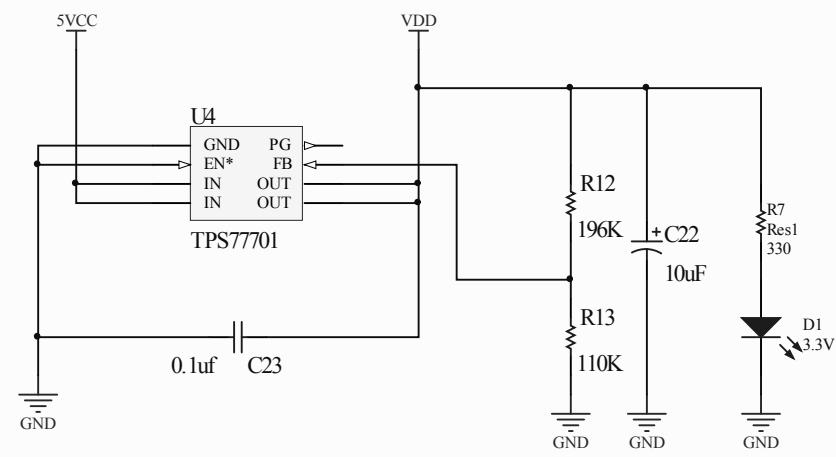 5VCC
VDD
U4
GND PG
EN* FB
IN OUT
IN OUT
TPS77701
R12
196K
C22
10uF
R7
Res1
330
R13
110K
D1
3.3V
0.1uf C23
GND
GND
GND
GND